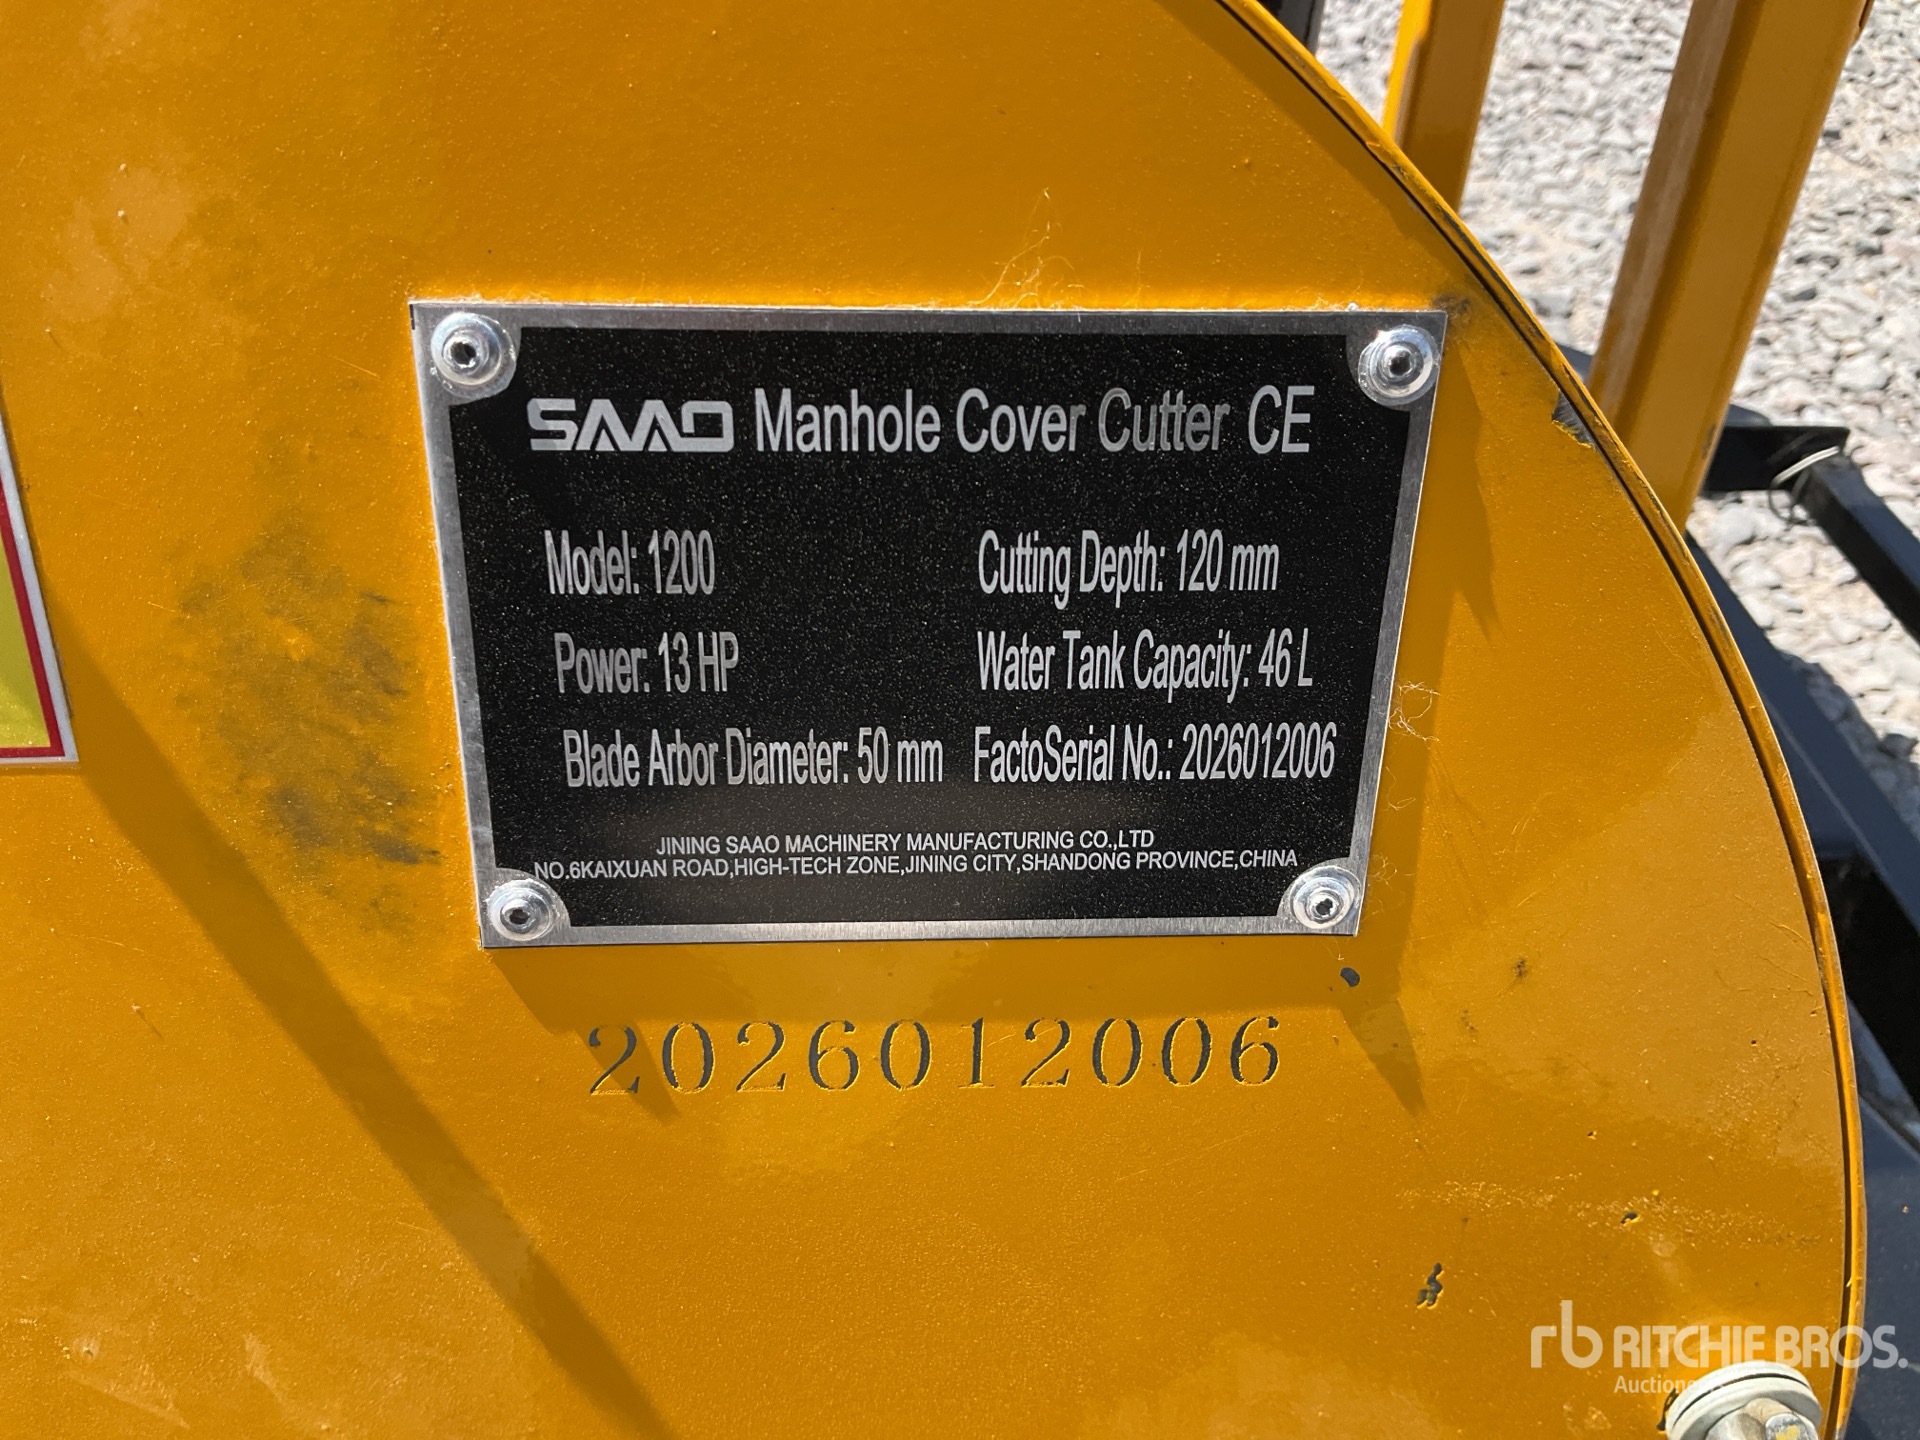 SAAO Manhole Cover Cutter CE
Model: 1200
Cutting Depth: 120 mm
Power: 13 HP
Water Tank Capacity: 46 L
Blade Arbor Diameter: 50 mm
FactoSerial No.: 2026012006
JINING SAAO MACHINERY MANUFACTURING CO.,LTD
NO.6KAIXUAN ROAD,HIGH-TECH ZONE,JINING CITY,SHANDONG PROVINCE,CHINA
2026012006
rb RITCHIE BROS.